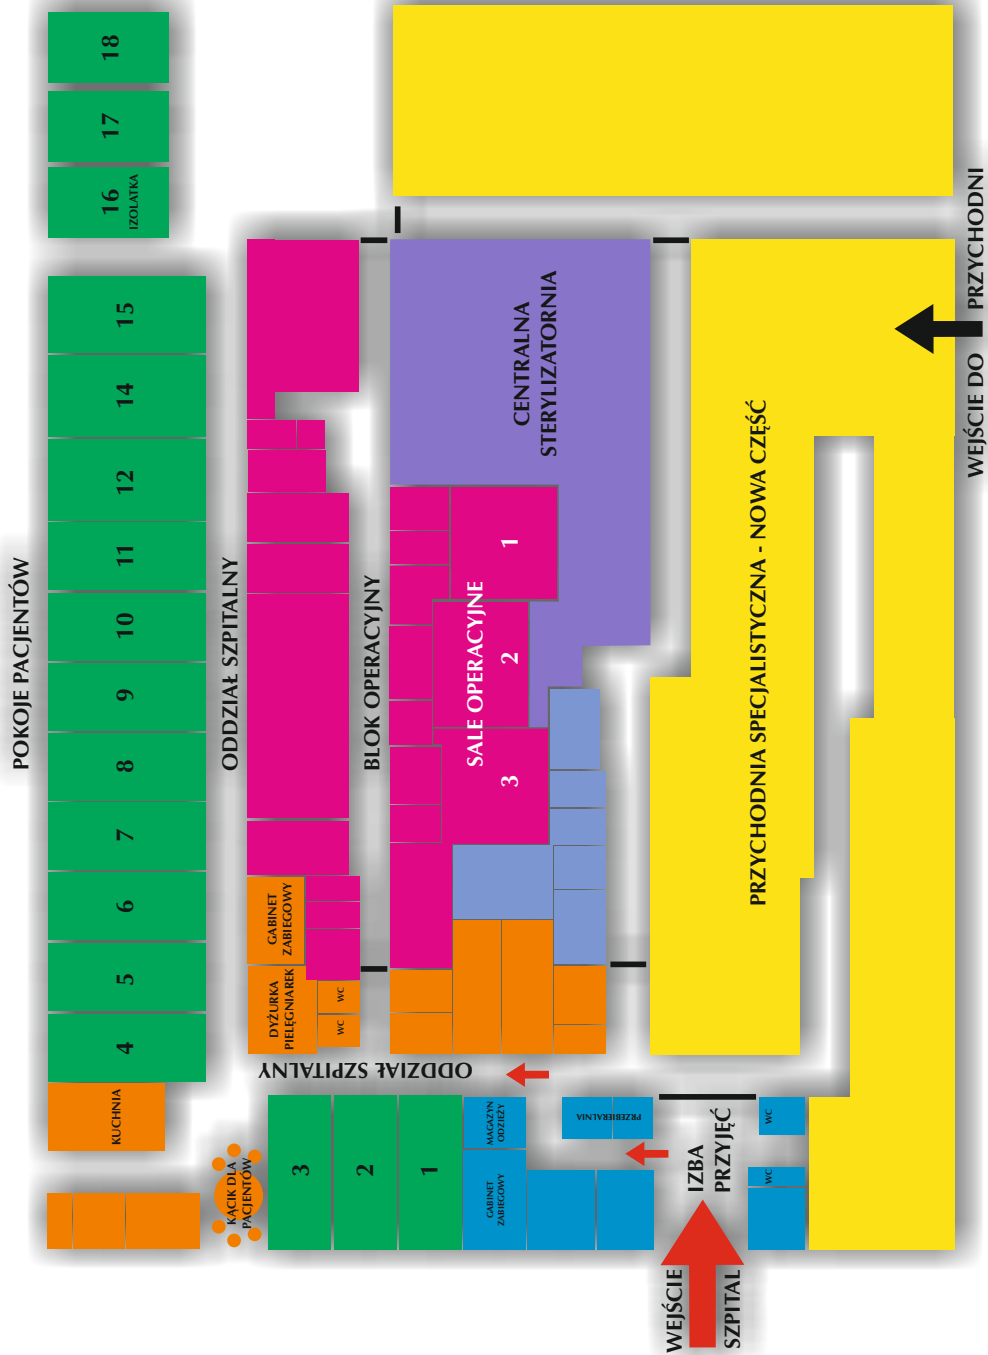 POKOJE PACJENTÓW
KUCHNIA
4
5
6
7
8
9
10
11
12
14
15
16
IZOLATKA
17
18
KĄCIK DLA
PACJENTÓW
ODDZIAŁ SZPITALNY
DYŻURKA
PIELĘGNIAREK
GABINET
ZABIEGOWY
WC
WC
BLOK OPERACYJNY
ODDZIAŁ SZPITALNY
3
2
1
SALE OPERACYJNE
3
2
1
CENTRALNA
STERYLIZATORNIA
MAGAZYN
ODZIEŻY
GABINET
ZABIEGOWY
PRZEBIERALNIA
IZBA
PRZYJĘĆ
WC
WC
WEJŚCIE
SZPITAL
PRZYCHODNIA SPECJALISTYCZNA - NOWA CZĘŚĆ
WEJŚCIE DO PRZYCHODNI